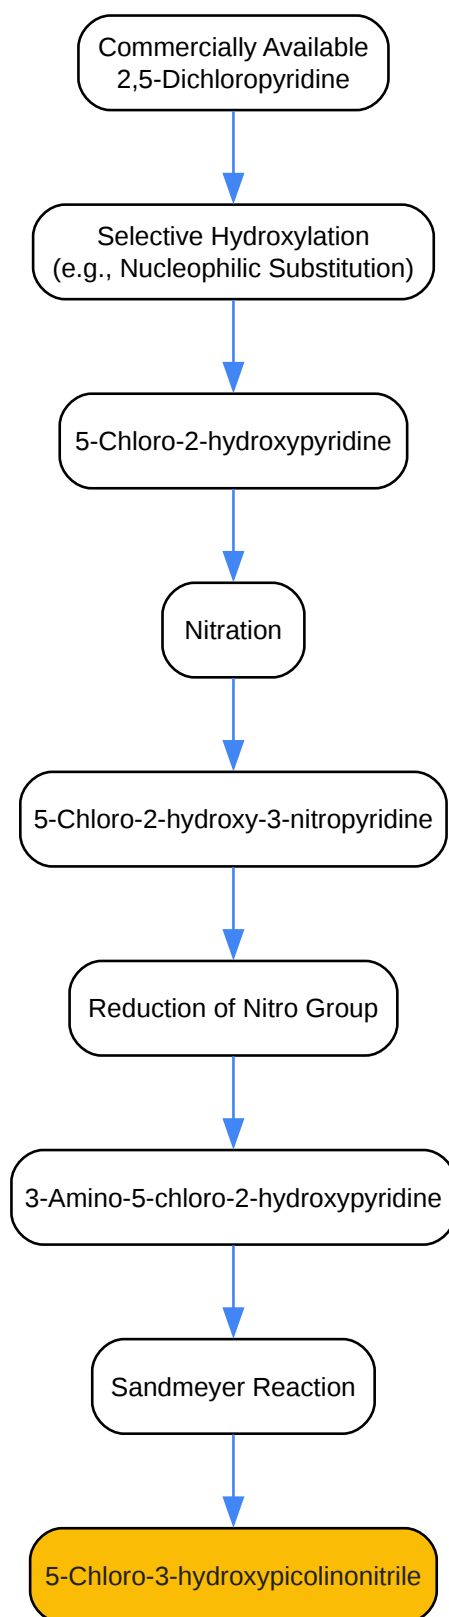 Commercially Available
2,5-Dichloropyridine
Selective Hydroxylation
(e.g., Nucleophilic Substitution)
5-Chloro-2-hydroxypyridine
Nitration
5-Chloro-2-hydroxy-3-nitropyridine
Reduction of Nitro Group
3-Amino-5-chloro-2-hydroxypyridine
Sandmeyer Reaction
5-Chloro-3-hydroxypicolinonitrile